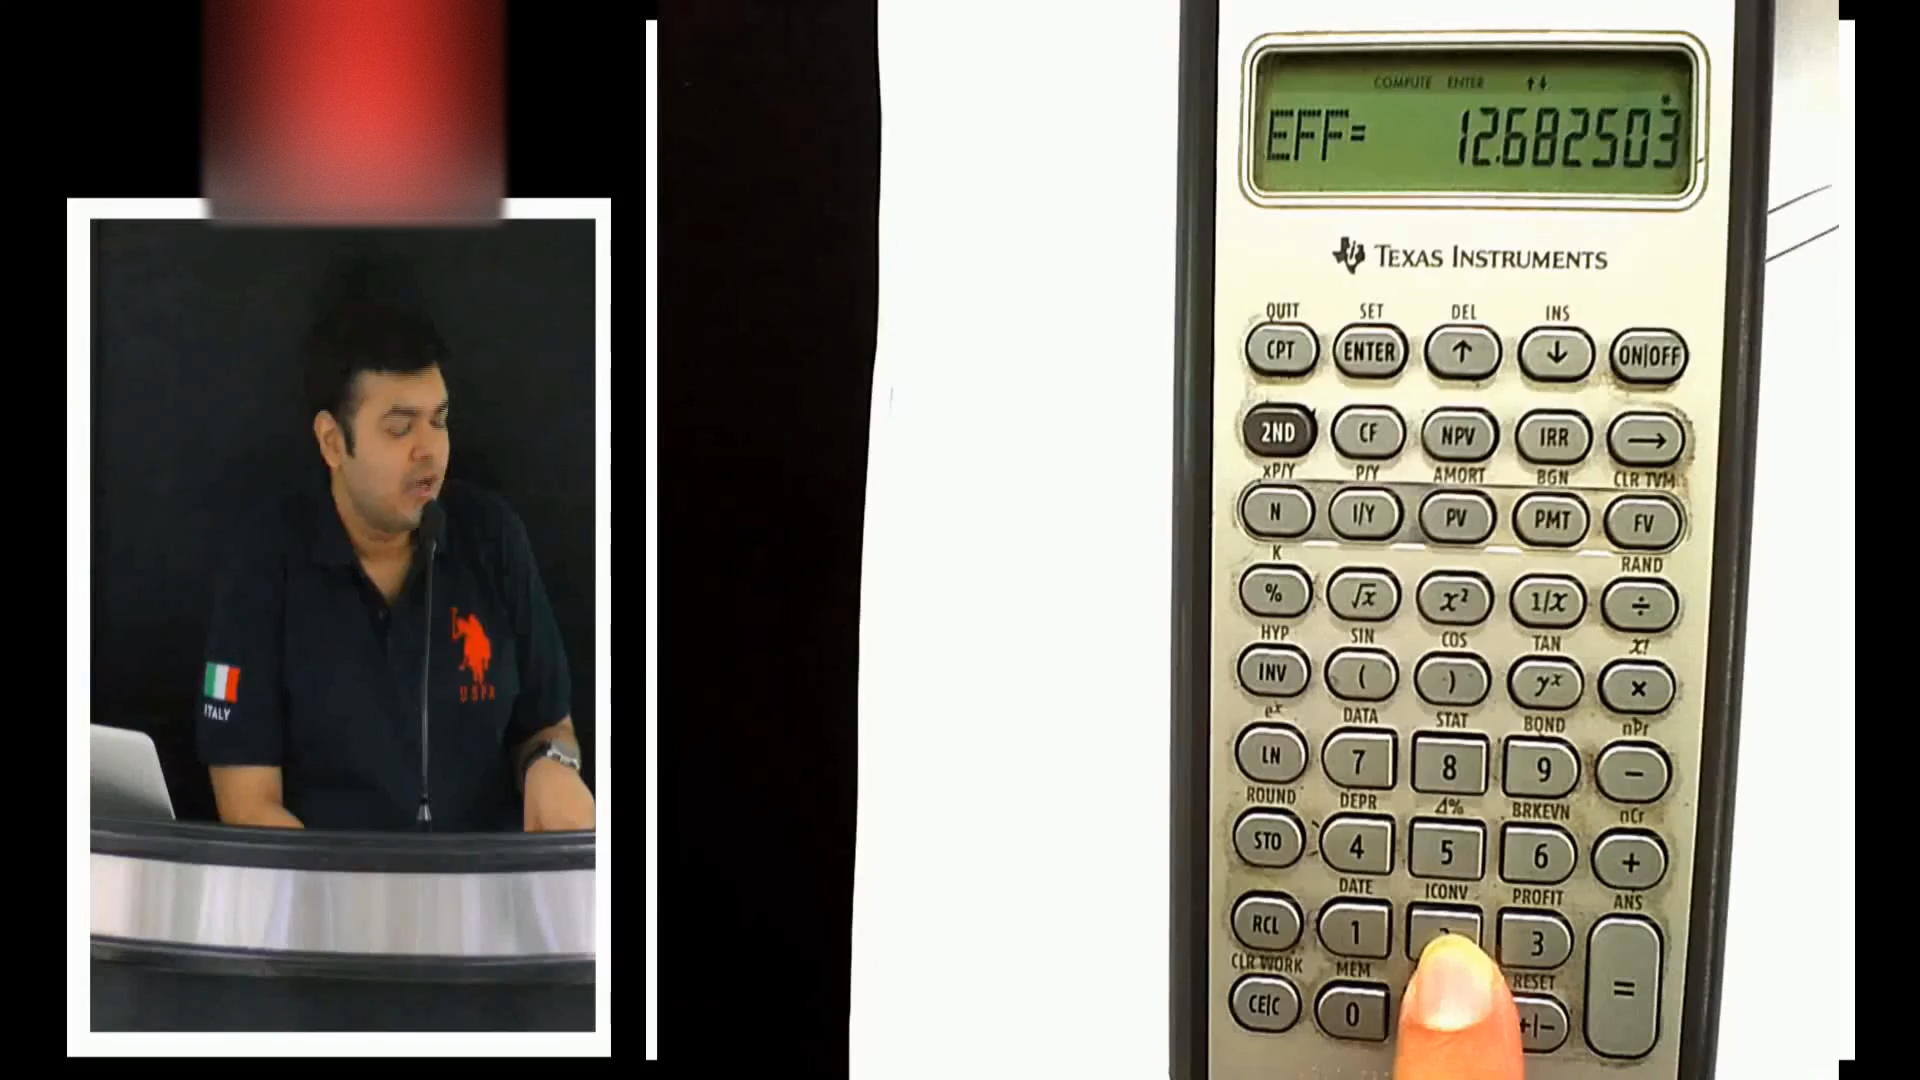 COMPUTE ENTER ↑↓
EFF= 12.682503
TEXAS INSTRUMENTS
QUIT SET DEL INS
CPT ENTER ↑ ↓ ON|OFF
2ND CF NPV IRR →
xP/Y P/Y AMORT BGN CLR TVM
N I/Y PV PMT FV
K RAND
% √x x² 1/x ÷
HYP SIN COS TAN x!
INV ( ) yˣ ×
eˣ DATA STAT BOND nPr
LN 7 8 9 −
ROUND DEPR Δ% BRKEVN nCr
STO 4 5 6 +
DATE ICONV PROFIT ANS
RCL 1 3 =
CLR WORK MEM RESET
CE|C 0 +|−
USPA
ITALY